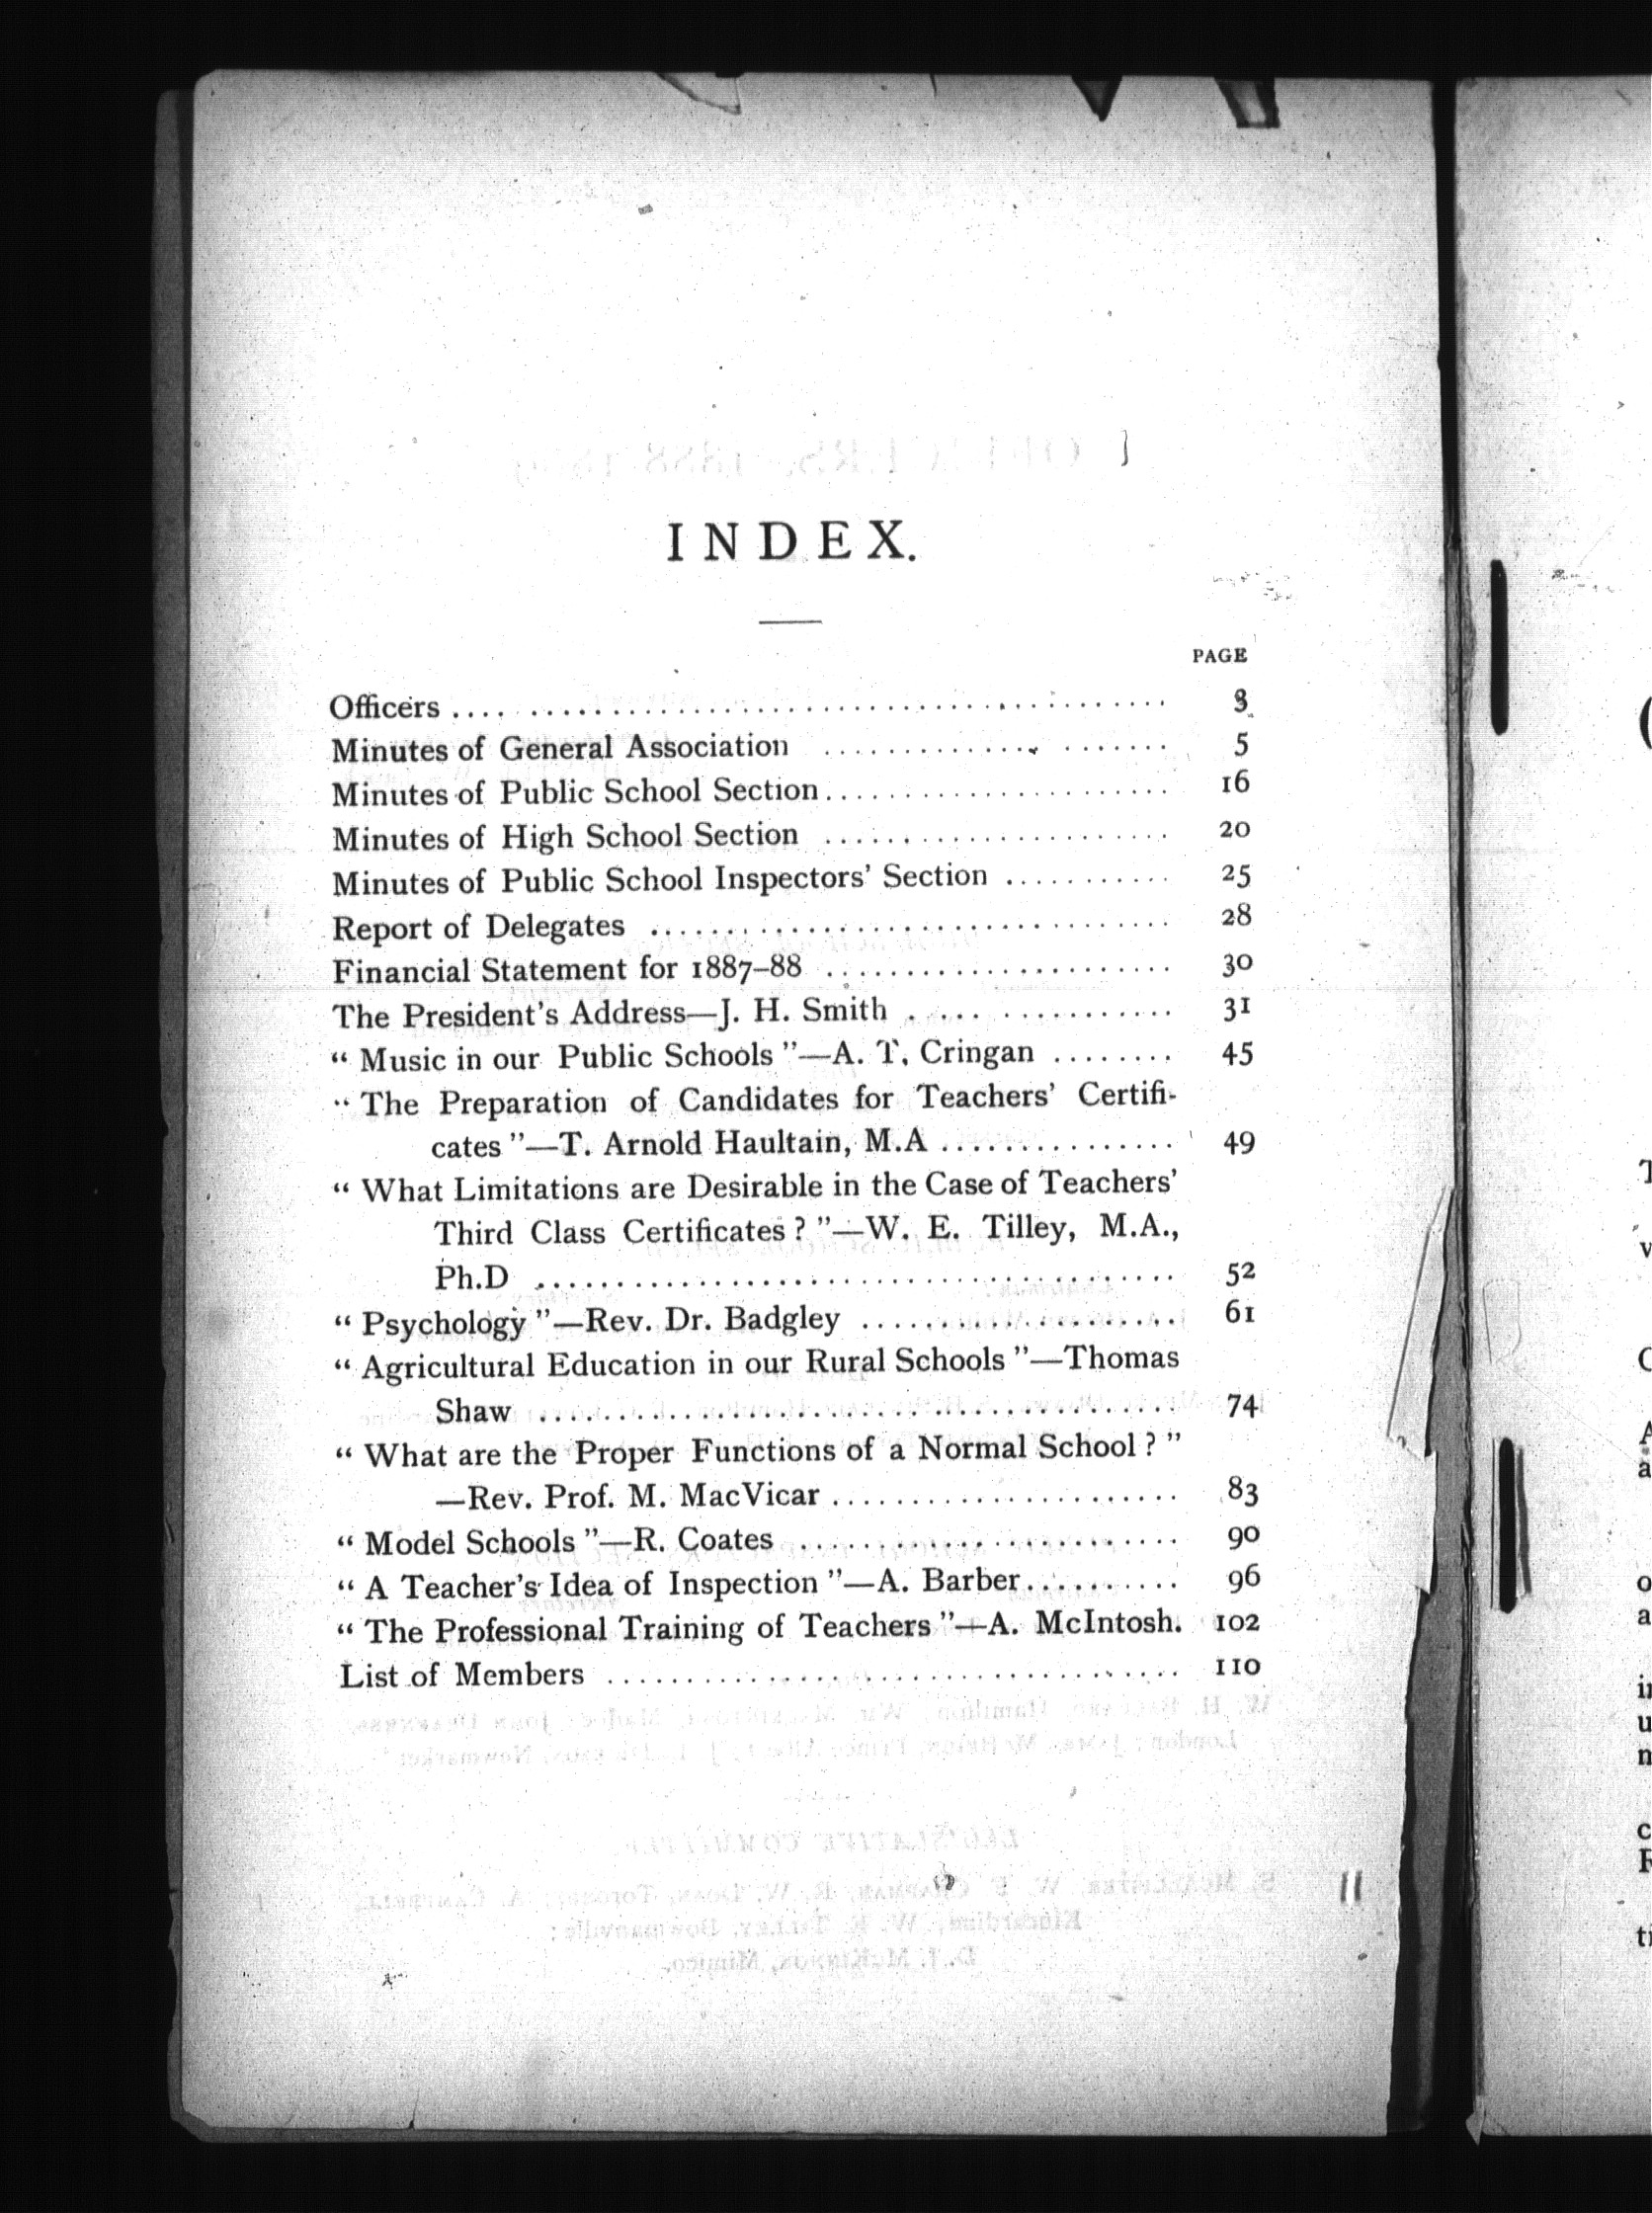 INDEX.
PAGE
Officers .... ........................................ 3
Minutes of General Association .............. ....... 5
Minutes of Public School Section...................... 16
Minutes of High School Section ...................... 20
Minutes of Public School Inspectors' Section ........... 25
Report of Delegates ................................. 28
Financial Statement for 1887–88 ...................... 30
The President's Address—J. H. Smith . ... ............ 31
“ Music in our Public Schools ”—A. T. Cringan ........ 45
“ The Preparation of Candidates for Teachers' Certifi-
cates ”—T. Arnold Haultain, M.A ............... 49
“ What Limitations are Desirable in the Case of Teachers'
Third Class Certificates ? ”—W. E. Tilley, M.A.,
Ph.D ......................................... 52
“ Psychology ”—Rev. Dr. Badgley .................... 61
“ Agricultural Education in our Rural Schools ”—Thomas
Shaw ......................................... 74
“ What are the Proper Functions of a Normal School ? ”
—Rev. Prof. M. MacVicar ...................... 83
“ Model Schools ”—R. Coates ........................ 90
“ A Teacher's Idea of Inspection ”—A. Barber.......... 96
“ The Professional Training of Teachers ”—A. McIntosh. 102
List of Members .................................... 110